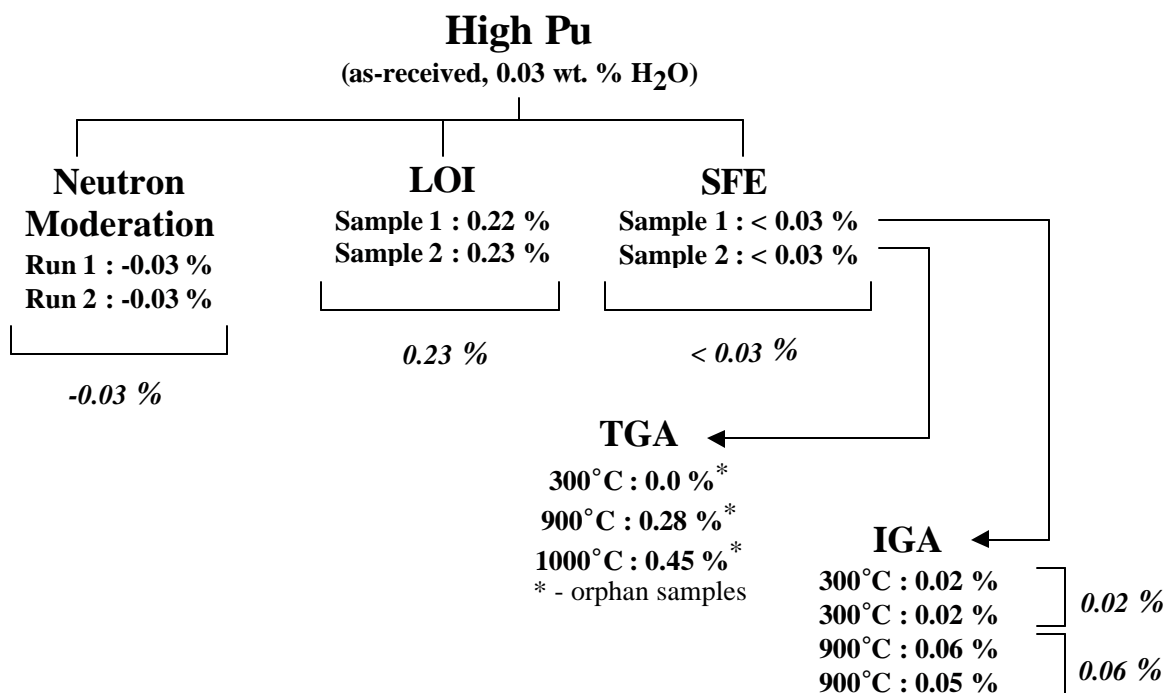 High Pu
(as-received, 0.03 wt. % H2O)
Neutron
Moderation
Run 1 : -0.03 %
Run 2 : -0.03 %
-0.03 %
LOI
Sample 1 : 0.22 %
Sample 2 : 0.23 %
0.23 %
SFE
Sample 1 : < 0.03 %
Sample 2 : < 0.03 %
< 0.03 %
TGA
300°C : 0.0 %*
900°C : 0.28 %*
1000°C : 0.45 %*
* - orphan samples
IGA
300°C : 0.02 %
300°C : 0.02 %
0.02 %
900°C : 0.06 %
900°C : 0.05 %
0.06 %